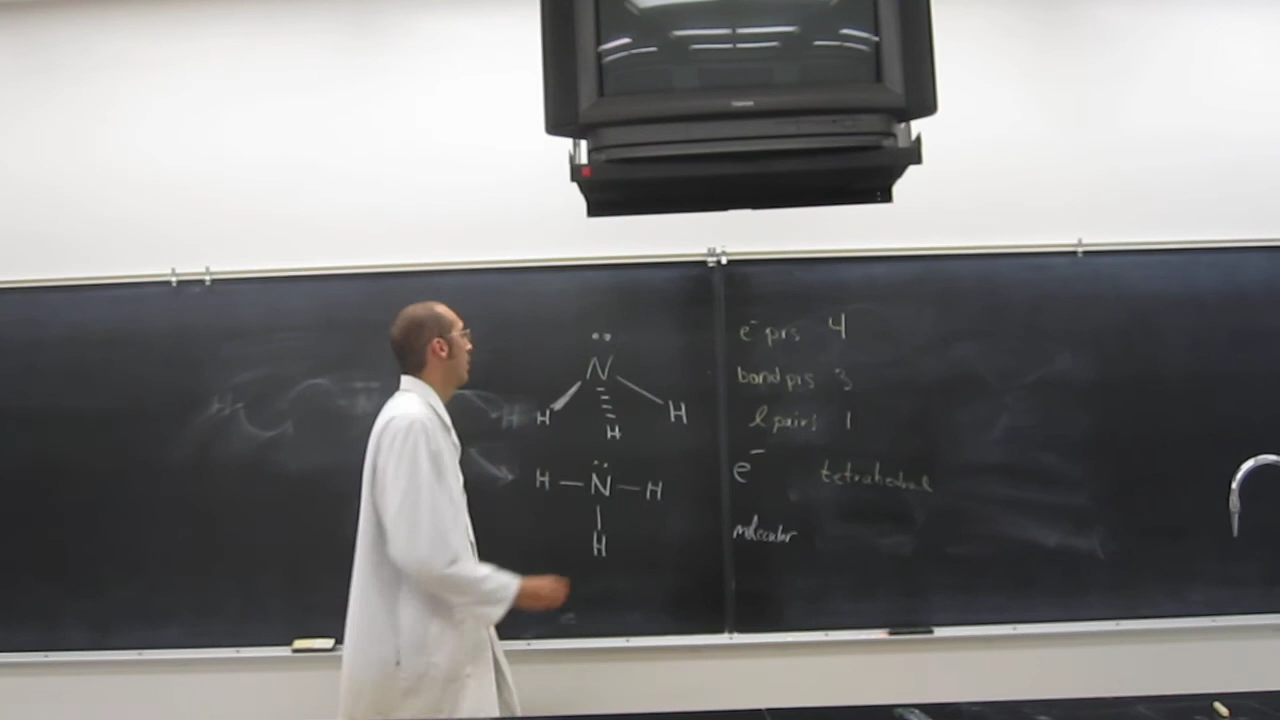 N
H H H
H — N — H
H
e⁻ prs 4
bond prs 3
l pairs 1
e⁻ tetrahedral
molecular